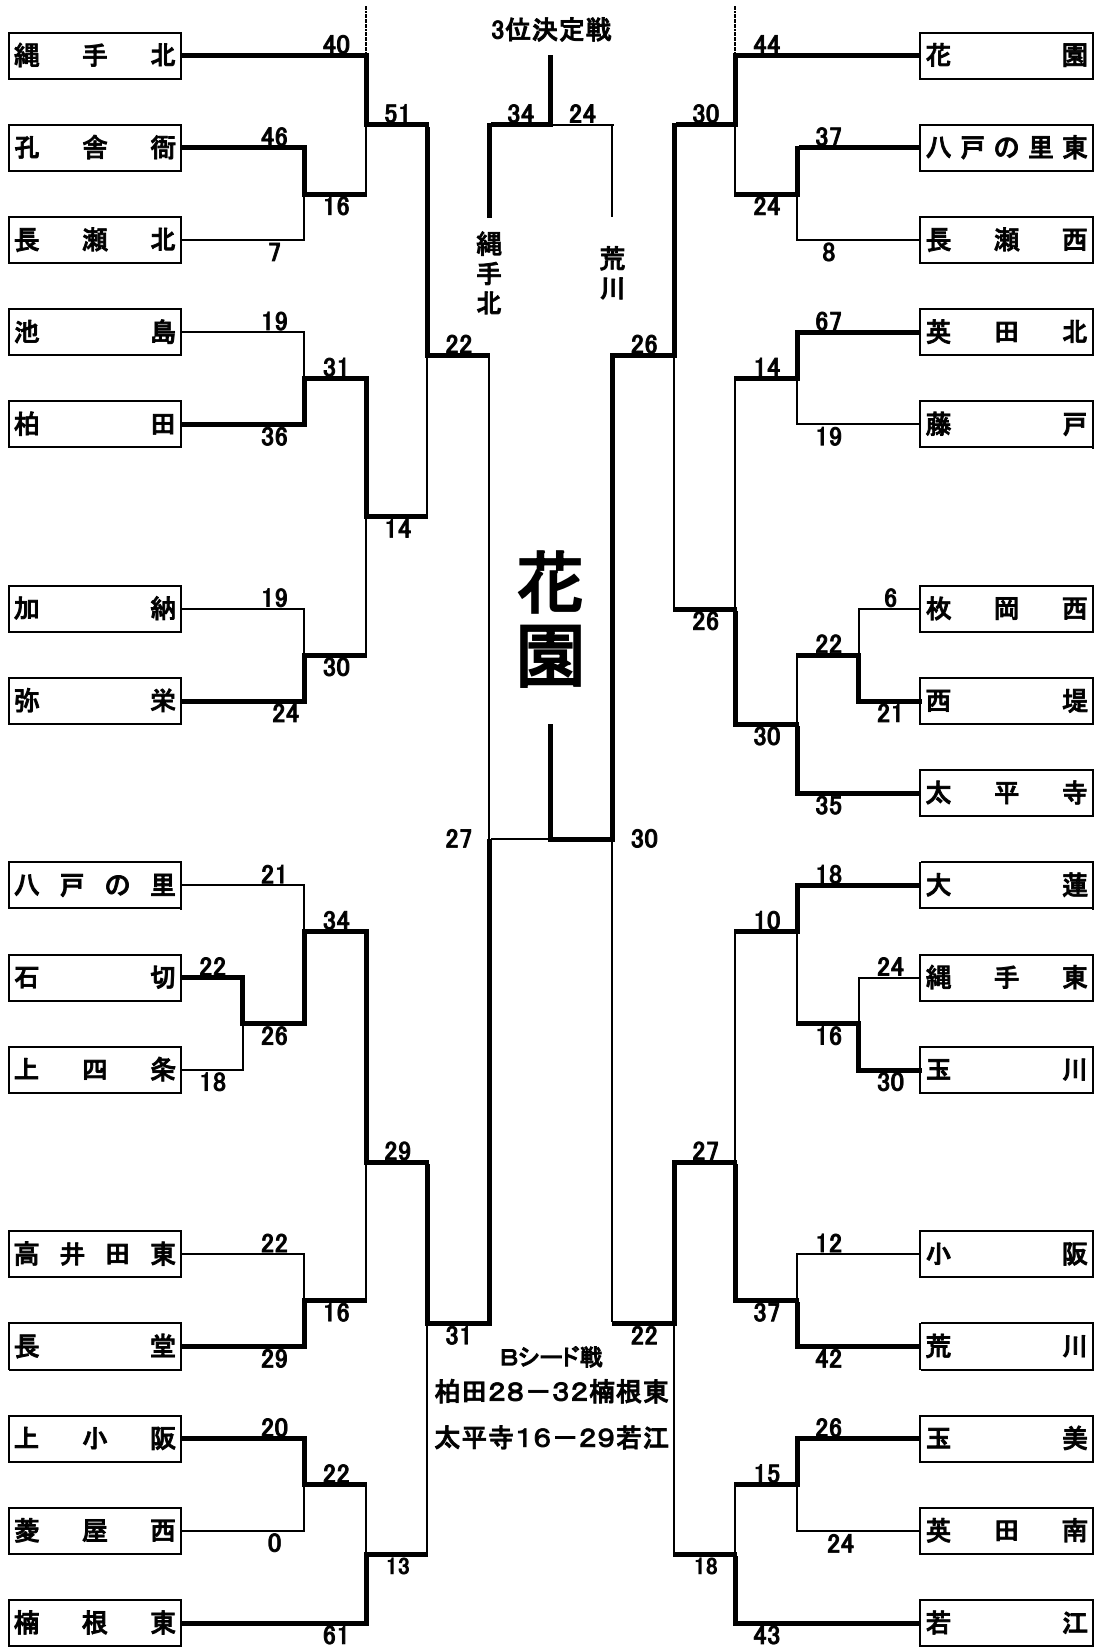 3位決定戦
40
44
縄手北
花園
51
34
24
30
46
37
孔舎衙
八戸の里東
16
24
長瀬北
長瀬西
7
8
縄手北
荒川
19
67
池島
英田北
22
26
31
14
柏田
藤戸
36
19
14
花園
19
6
加納
枚岡西
26
30
22
弥栄
西堤
24
21
30
太平寺
35
27
30
21
18
八戸の里
大蓮
34
10
22
24
石切
縄手東
26
16
上四条
玉川
18
30
29
27
22
12
高井田東
小阪
16
37
31
22
長堂
荒川
29
42
Bシード戦
柏田28－32楠根東
太平寺16－29若江
20
26
上小阪
玉美
22
15
菱屋西
英田南
0
24
13
18
楠根東
若江
61
43